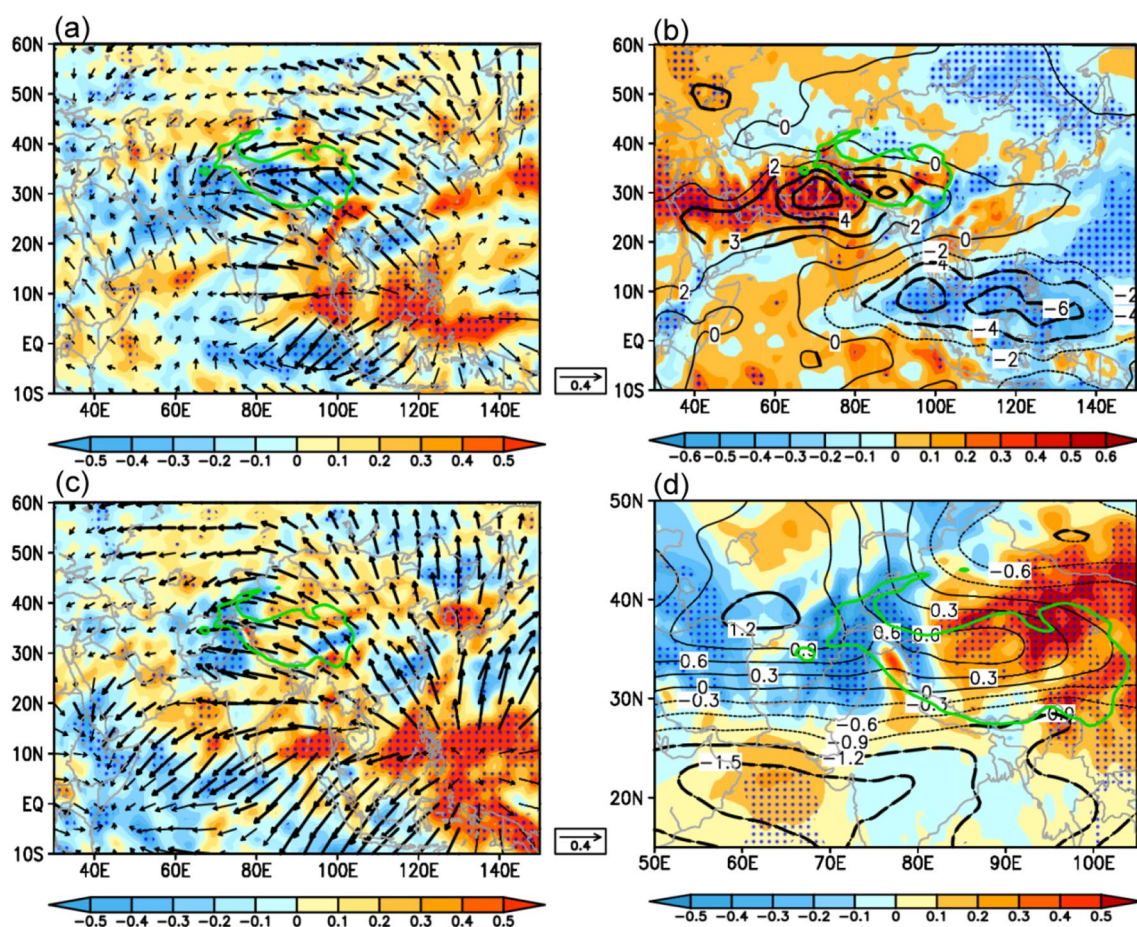 (a)
60N
50N
40N
30N
20N
10N
EQ
10S
40E 60E 80E 100E 120E 140E
0.4
-0.5 -0.4 -0.3 -0.2 -0.1 0 0.1 0.2 0.3 0.4 0.5
(b)
60N
50N
40N
30N
20N
10N
EQ
10S
0
2
0
4
-3
2
0
-2
-4
2
-2
-6
-4
0
-4
0
-2
40E 60E 80E 100E 120E 140E
-0.6 -0.5 -0.4 -0.3 -0.2 -0.1 0 0.1 0.2 0.3 0.4 0.5 0.6
(c)
60N
50N
40N
30N
20N
10N
EQ
10S
40E 60E 80E 100E 120E 140E
0.4
-0.5 -0.4 -0.3 -0.2 -0.1 0 0.1 0.2 0.3 0.4 0.5
(d)
50N
40N
30N
20N
-0.6
0.3
1.2
0.6
0.6
0.3
0.3
0
0
-0.3
-0.3
-0.6
-0.9
-1.2
-1.5
50E 60E 70E 80E 90E 100E
-0.5 -0.4 -0.3 -0.2 -0.1 0 0.1 0.2 0.3 0.4 0.5